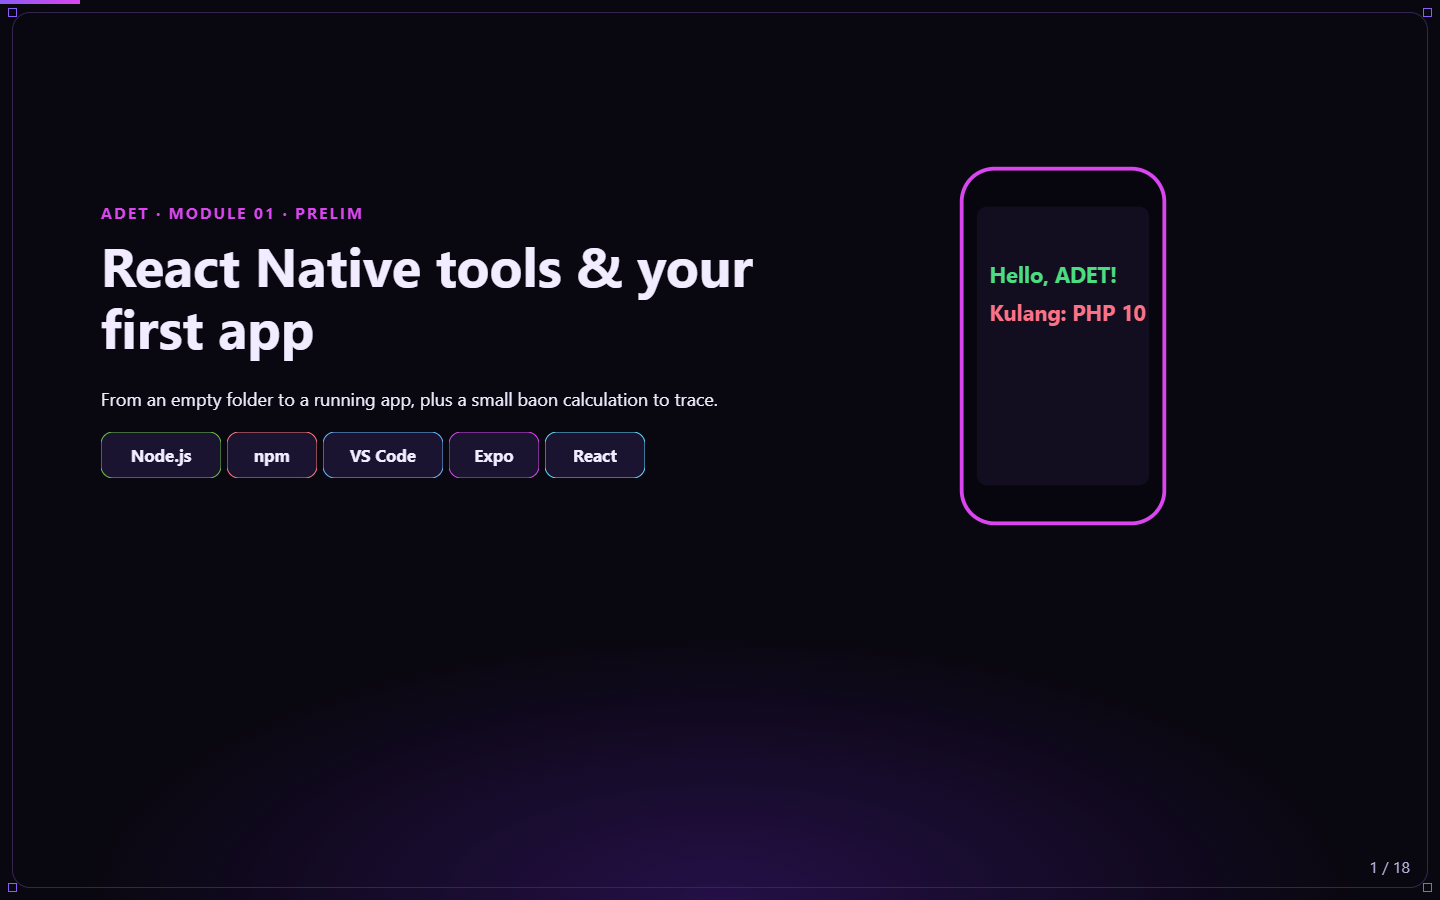 ADET · MODULE 01 · PRELIM
React Native tools & your
first app
From an empty folder to a running app, plus a small baon calculation to trace.
Node.js npm VS Code Expo React
Hello, ADET!
Kulang: PHP 10
1 / 18